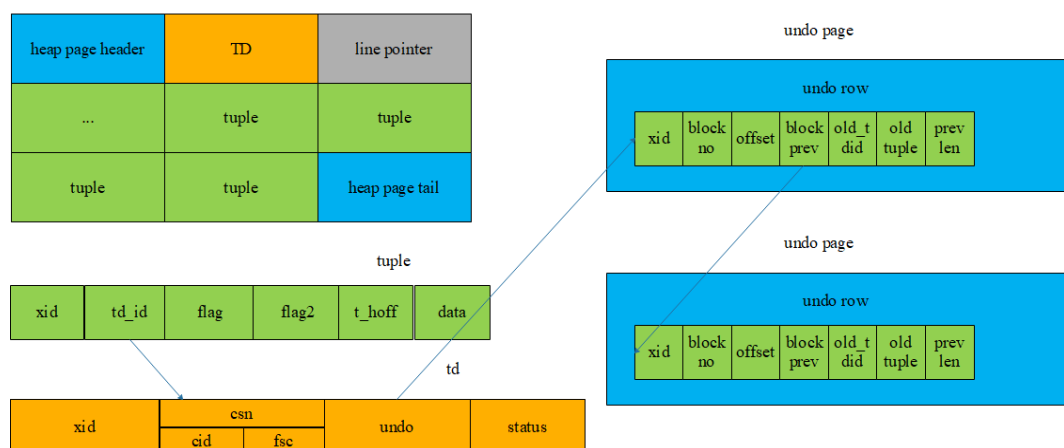 heap page header
TD
line pointer
...
tuple
tuple
tuple
tuple
heap page tail
tuple
xid
td_id
flag
flag2
t_hoff
data
td
xid
csn
cid
fsc
undo
status
undo page
undo row
xid
block
no
offset
block
prev
old_t
did
old
tuple
prev
len
undo page
undo row
xid
block
no
offset
block
prev
old_t
did
old
tuple
prev
len